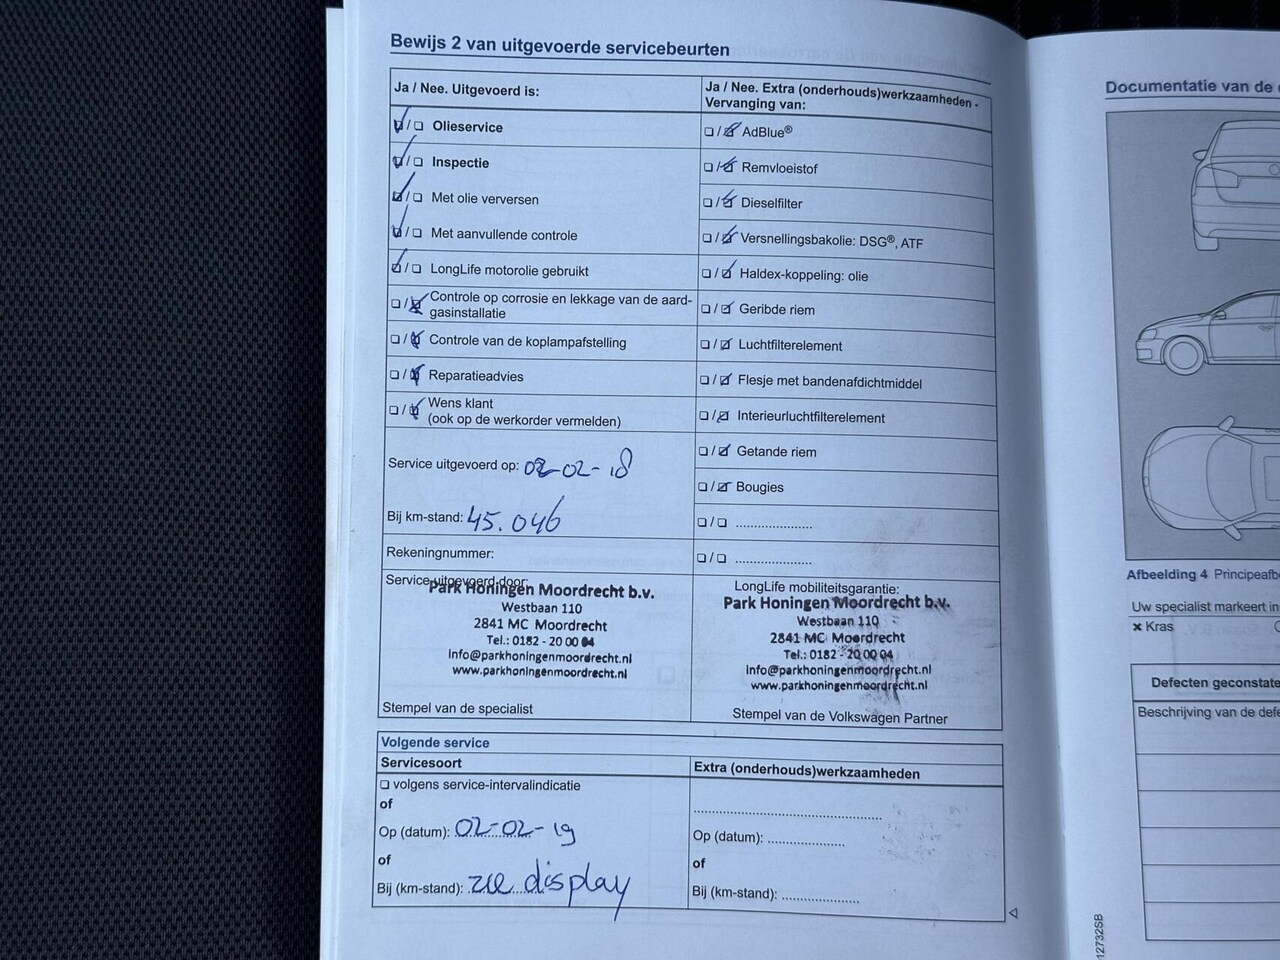 Bewijs 2 van uitgevoerde servicebeurten
Ja / Nee. Uitgevoerd is:
Olieservice
Inspectie
Met olie verversen
Met aanvullende controle
LongLife motorolie gebruikt
Controle op corrosie en lekkage van de aard-
gasinstallatie
Controle van de koplampafstelling
Reparatieadvies
Wens klant
(ook op de werkorder vermelden)
Service uitgevoerd op: 02-02-18
Bij km-stand: 45.046
Rekeningnummer:
Service uitgevoerd door:
Park Honingen Moordrecht b.v.
Westbaan 110
2841 MC Moordrecht
Tel.: 0182 - 20 00 04
info@parkhoningenmoordrecht.nl
www.parkhoningenmoordrecht.nl
Stempel van de specialist
Ja / Nee. Extra (onderhouds)werkzaamheden -
Vervanging van:
AdBlue®
Remvloeistof
Dieselfilter
Versnellingsbakolie: DSG®, ATF
Haldex-koppeling: olie
Geribde riem
Luchtfilterelement
Flesje met bandenafdichtmiddel
Interieurluchtfilterelement
Getande riem
Bougies
LongLife mobiliteitsgarantie:
Park Honingen Moordrecht b.v.
Westbaan 110
2841 MC Moordrecht
Tel.: 0182 - 20 00 04
info@parkhoningenmoordrecht.nl
www.parkhoningenmoordrecht.nl
Stempel van de Volkswagen Partner
Volgende service
Servicesoort
volgens service-intervalindicatie
of
Op (datum): 02-02-19
of
Bij (km-stand): zie display
Extra (onderhouds)werkzaamheden
Op (datum):
of
Bij (km-stand):
Documentatie van de
Afbeelding 4 Principeafb
Uw specialist markeert in
× Kras
Defecten geconstate
Beschrijving van de defe
12732SB